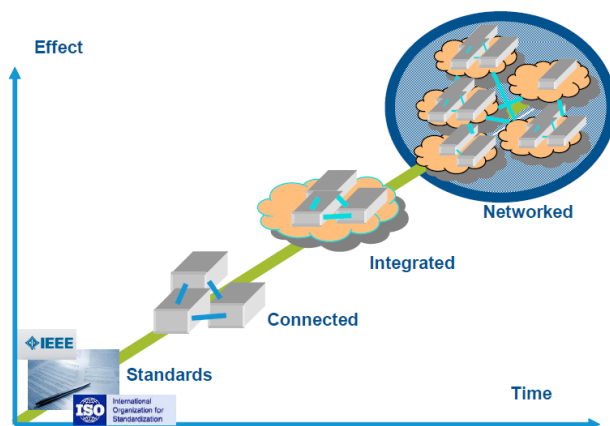 Effect
Networked
Integrated
Connected
IEEE
Standards
ISO
International
Organization for
Standardization
Time